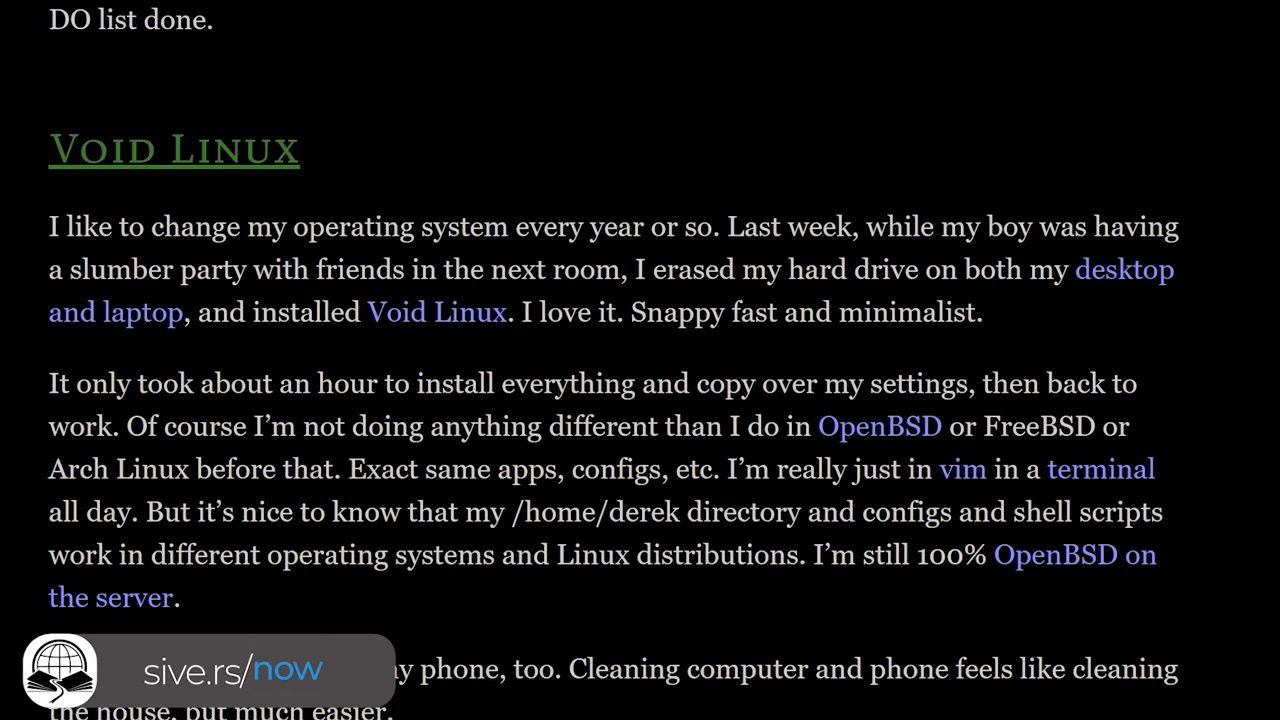 DO list done.
Void Linux
I like to change my operating system every year or so. Last week, while my boy was having
a slumber party with friends in the next room, I erased my hard drive on both my desktop
and laptop, and installed Void Linux. I love it. Snappy fast and minimalist.
It only took about an hour to install everything and copy over my settings, then back to
work. Of course I’m not doing anything different than I do in OpenBSD or FreeBSD or
Arch Linux before that. Exact same apps, configs, etc. I’m really just in vim in a terminal
all day. But it’s nice to know that my /home/derek directory and configs and shell scripts
work in different operating systems and Linux distributions. I’m still 100% OpenBSD on
the server.
phone, too. Cleaning computer and phone feels like cleaning
the house, but much easier.
sive.rs/now